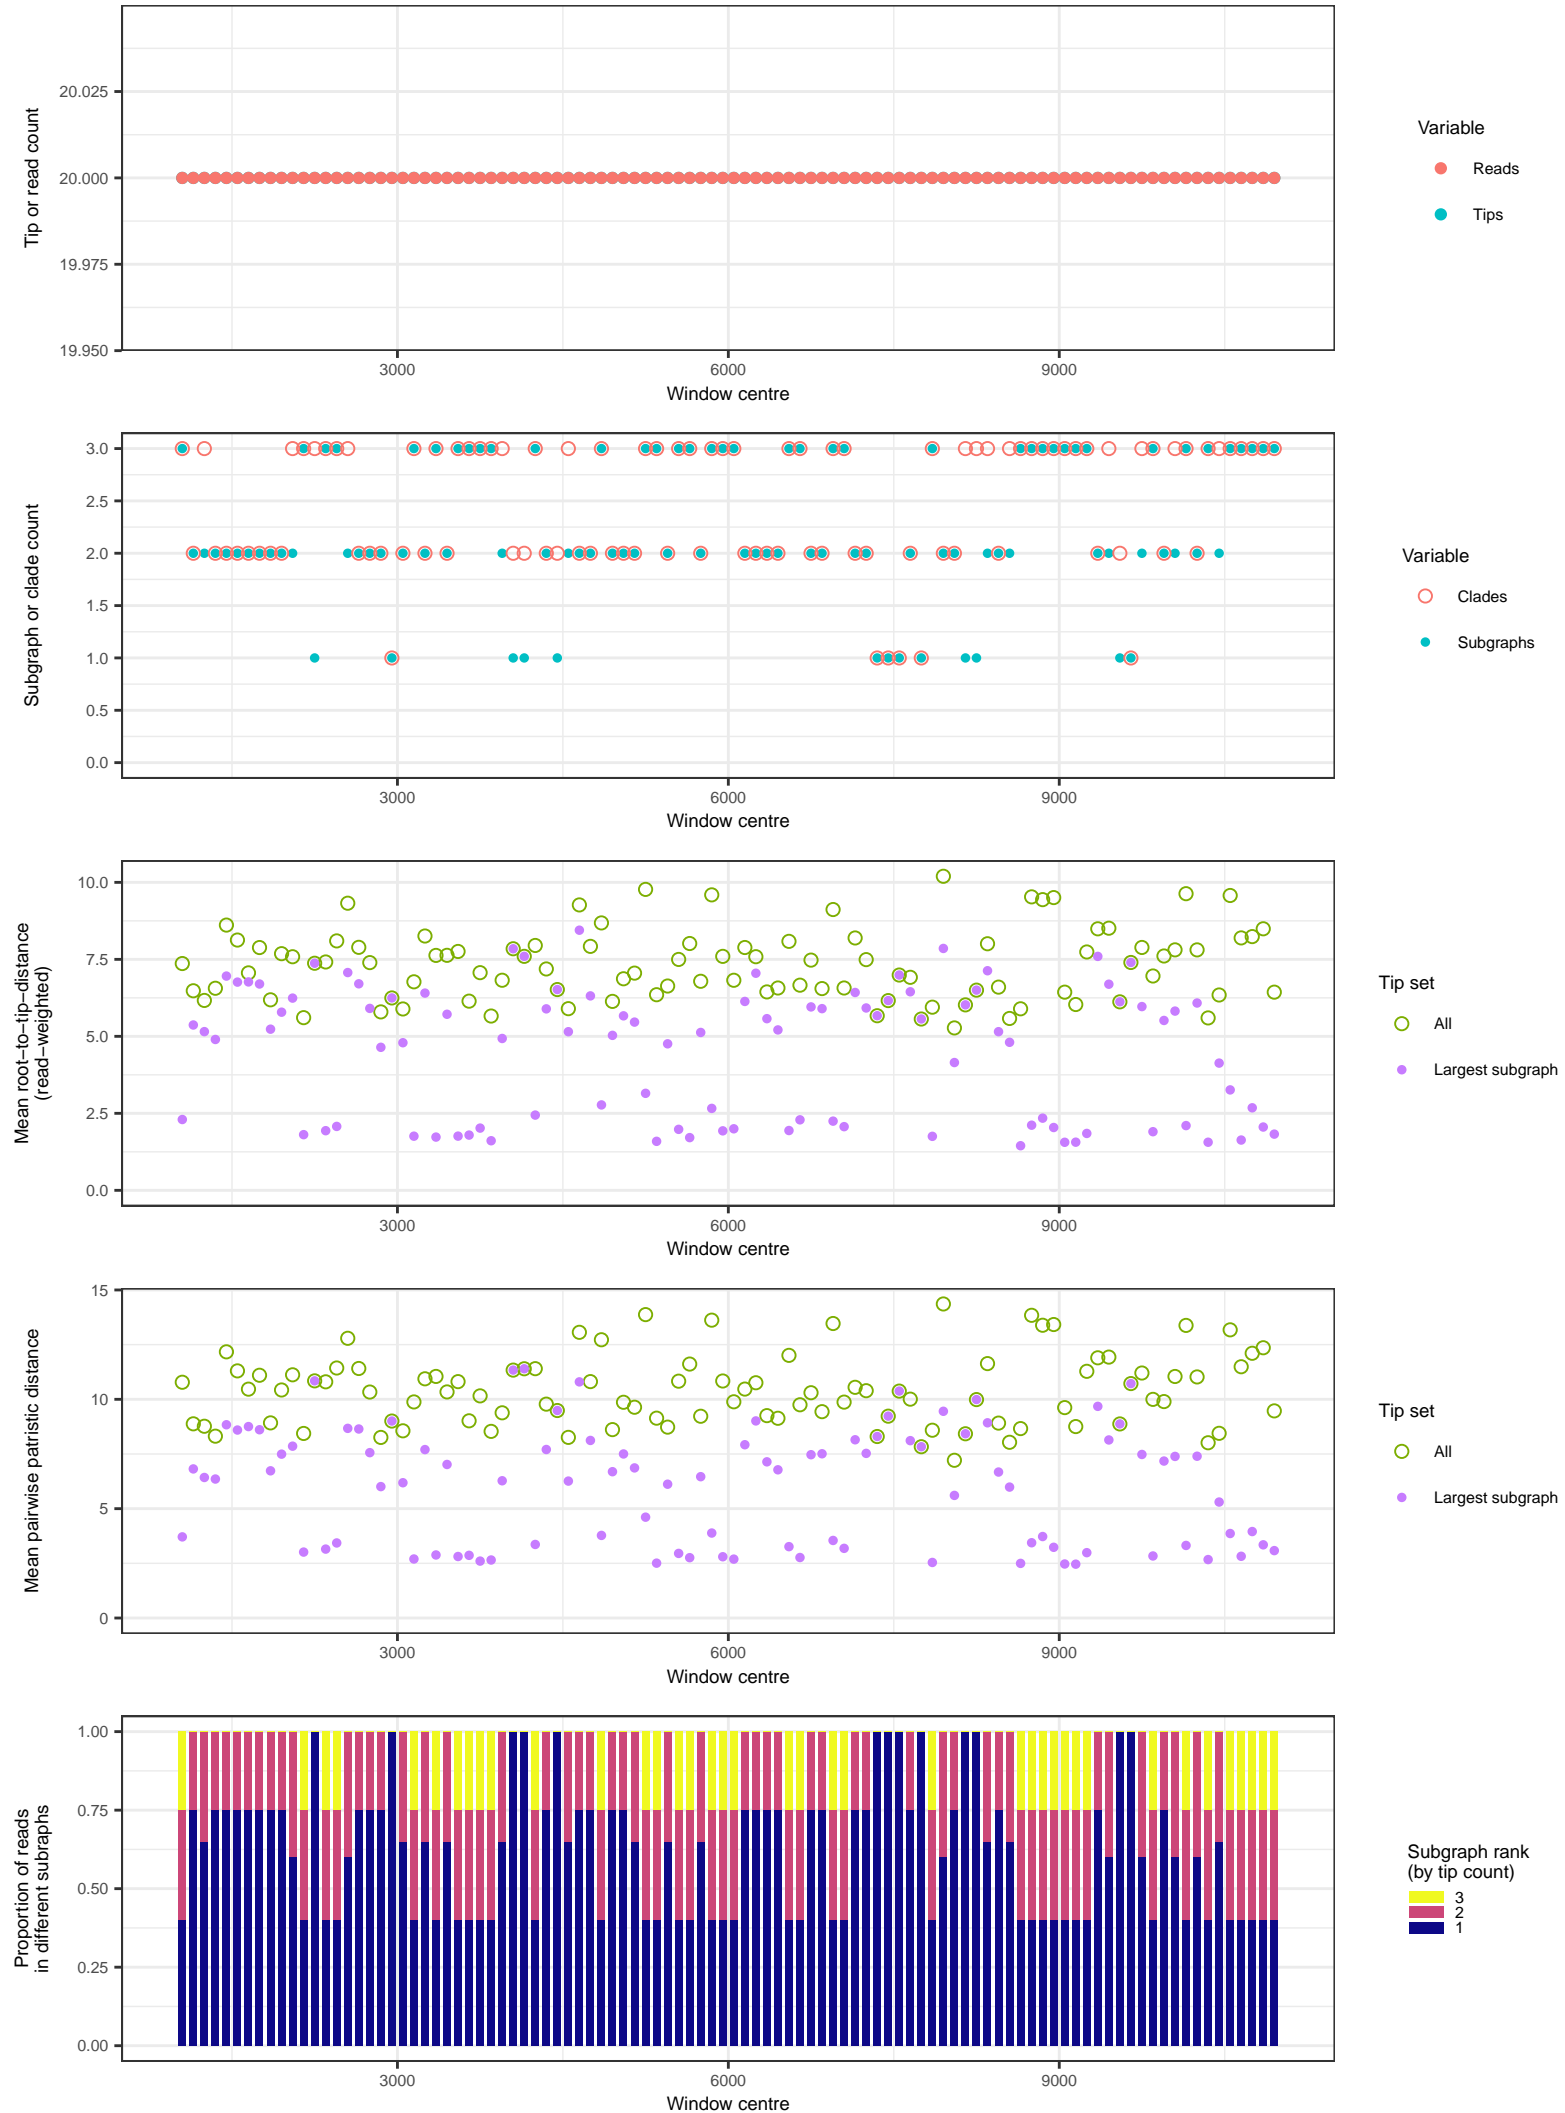 20.025
20.000
19.975
19.950
Tip or read count
3000
6000
9000
Window centre
Variable
Reads
Tips
3.0
2.5
2.0
1.5
1.0
0.5
0.0
Subgraph or clade count
3000
6000
9000
Window centre
Variable
Clades
Subgraphs
10.0
7.5
5.0
2.5
0.0
Mean root−to−tip−distance
(read−weighted)
3000
6000
9000
Window centre
Tip set
All
Largest subgraph
15
10
5
0
Mean pairwise patristic distance
3000
6000
9000
Window centre
Tip set
All
Largest subgraph
1.00
0.75
0.50
0.25
0.00
Proportion of reads
in different subraphs
3000
6000
9000
Window centre
Subgraph rank
(by tip count)
3
2
1